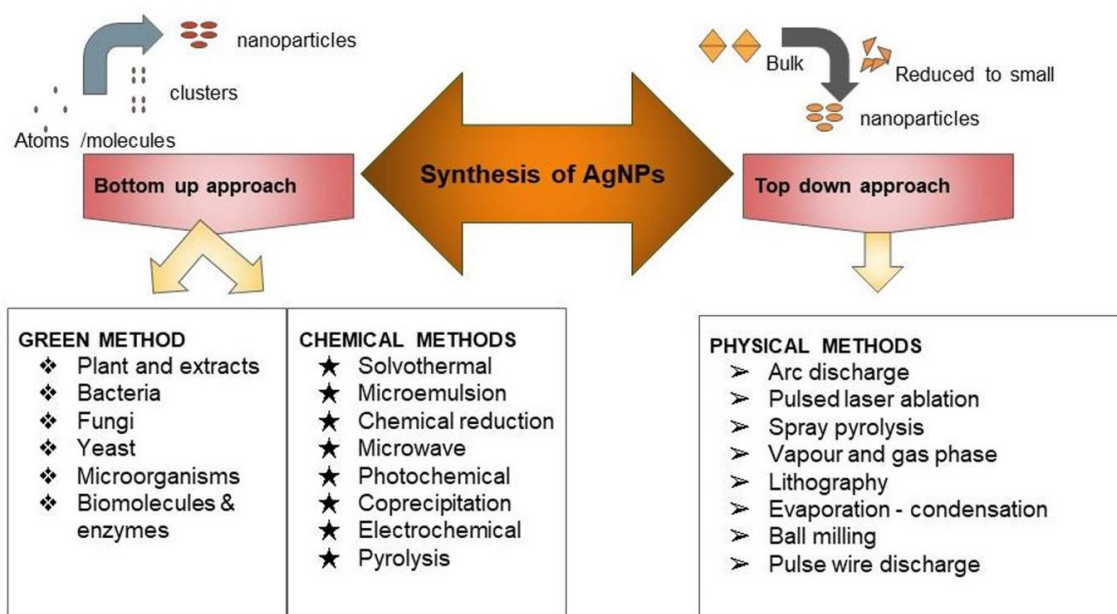 nanoparticles
clusters
Atoms /molecules
Bottom up approach
Synthesis of AgNPs
Bulk
Reduced to small
nanoparticles
Top down approach
GREEN METHOD
Plant and extracts
Bacteria
Fungi
Yeast
Microorganisms
Biomolecules &
enzymes
CHEMICAL METHODS
Solvothermal
Microemulsion
Chemical reduction
Microwave
Photochemical
Coprecipitation
Electrochemical
Pyrolysis
PHYSICAL METHODS
Arc discharge
Pulsed laser ablation
Spray pyrolysis
Vapour and gas phase
Lithography
Evaporation - condensation
Ball milling
Pulse wire discharge